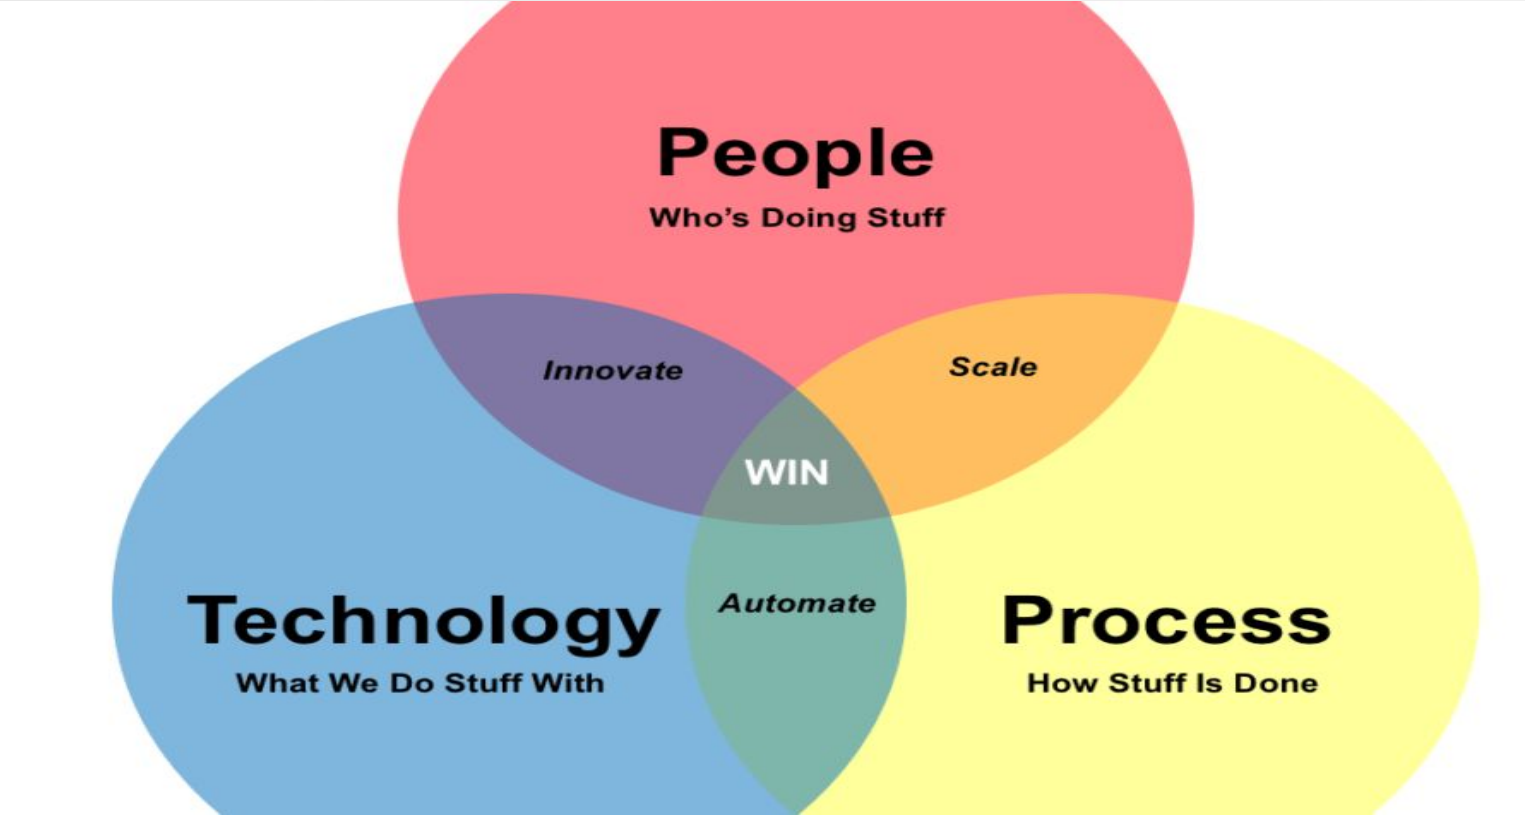 People
Who's Doing Stuff
Innovate
Scale
WIN
Automate
Technology
What We Do Stuff With
Process
How Stuff Is Done